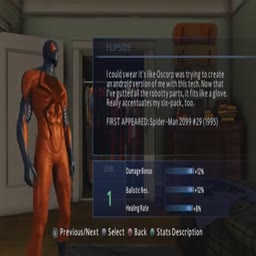 FLIPSIDE
I could swear it's like Oscorp was trying to
create an android version of me with this tech. Now that
I've gutted all the robotty parts, it fits like a glove.
Really accentuates my six-pack, too.
FIRST APPEARED: Spider-Man 2099 #29 (1995)
LEVEL
1
Damage Bonus +12%
Ballistic Res. +12%
Healing Rate +8%
Previous/Next Select Back Stats Description